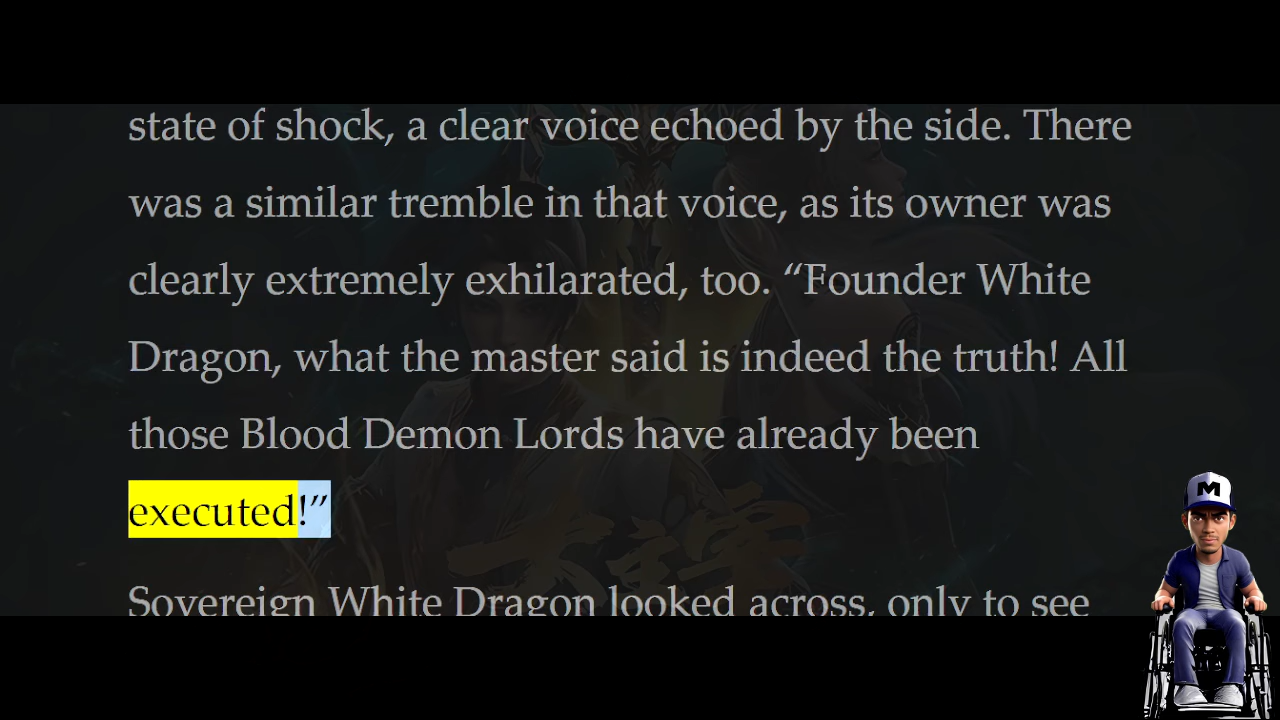 state of shock, a clear voice echoed by the side. There
was a similar tremble in that voice, as its owner was
clearly extremely exhilarated, too. “Founder White
Dragon, what the master said is indeed the truth! All
those Blood Demon Lords have already been
executed!”
Sovereign White Dragon looked across, only to see
M